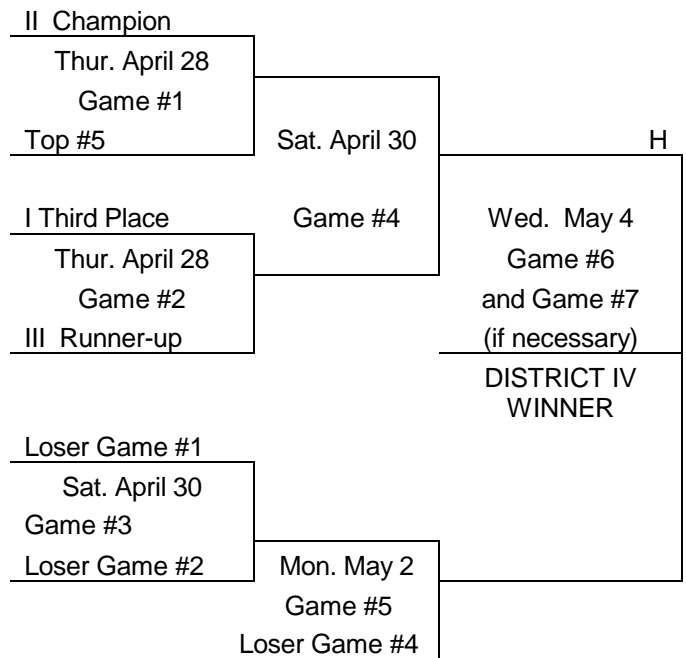 II Champion
Thur. April 28
Game #1
Top #5
Sat. April 30
H
I Third Place
Game #4
Wed. May 4
Thur. April 28
Game #6
Game #2
and Game #7
III Runner-up
(if necessary)
DISTRICT IV
WINNER
Loser Game #1
Sat. April 30
Game #3
Loser Game #2
Mon. May 2
Game #5
Loser Game #4